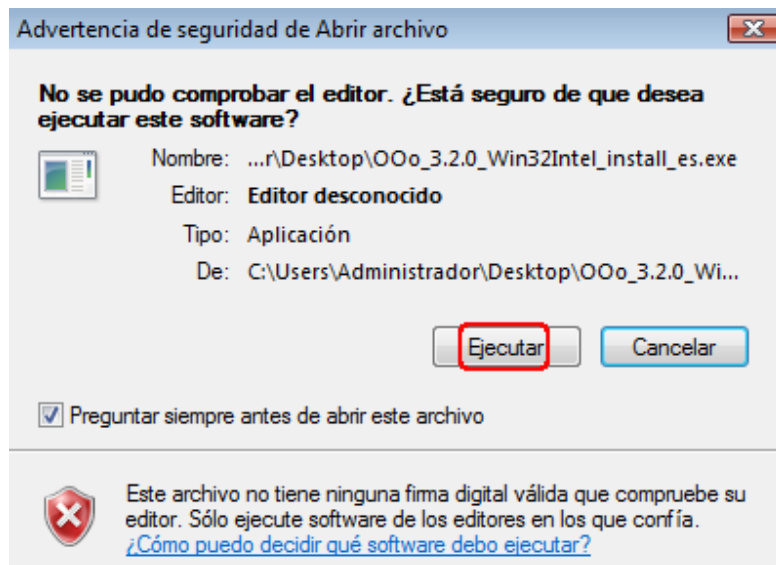 Advertencia de seguridad de Abrir archivo
No se pudo comprobar el editor. ¿Está seguro de que desea
ejecutar este software?
Nombre: ...r\Desktop\OOo_3.2.0_Win32Intel_install_es.exe
Editor: Editor desconocido
Tipo: Aplicación
De: C:\Users\Administrador\Desktop\OOo_3.2.0_Wi...
Ejecutar Cancelar
Preguntar siempre antes de abrir este archivo
Este archivo no tiene ninguna firma digital válida que compruebe su
editor. Sólo ejecute software de los editores en los que confía.
¿Cómo puedo decidir qué software debo ejecutar?